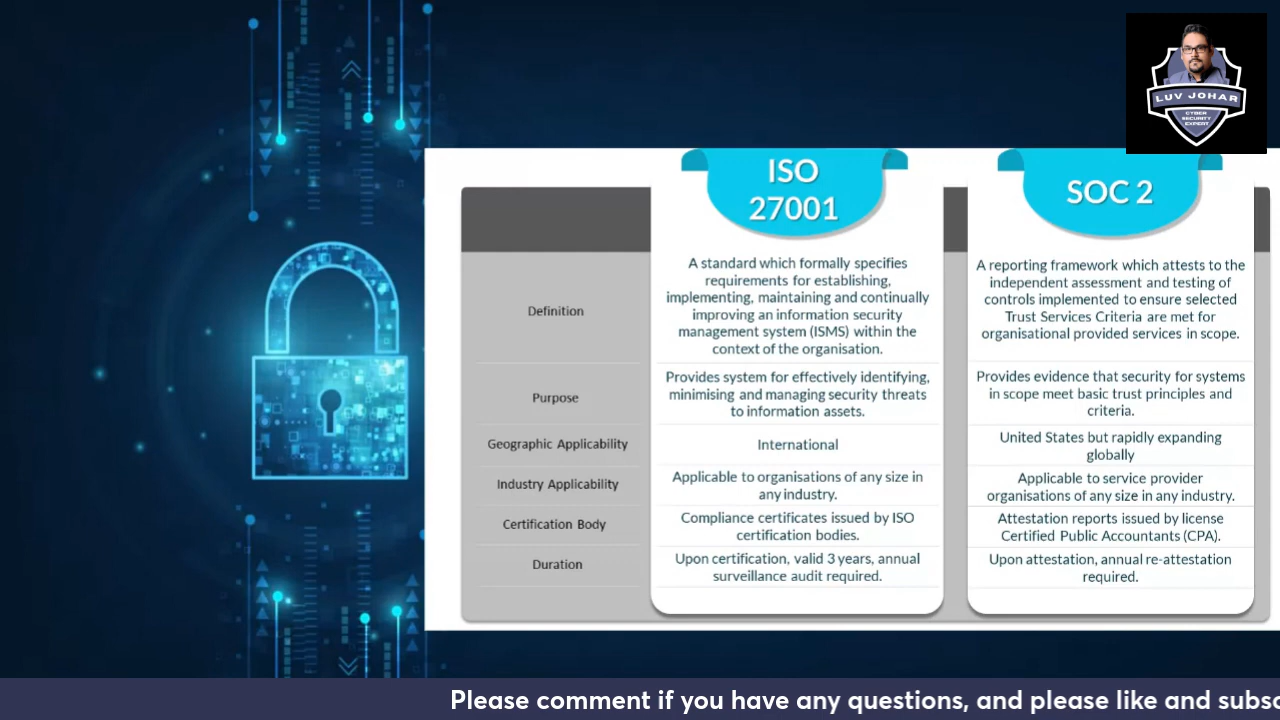 LUV JOHAR
CYBER
SECURITY
EXPERT
ISO
27001
SOC 2
Definition
A standard which formally specifies
requirements for establishing,
implementing, maintaining and continually
improving an information security
management system (ISMS) within the
context of the organisation.
A reporting framework which attests to the
independent assessment and testing of
controls implemented to ensure selected
Trust Services Criteria are met for
organisational provided services in scope.
Purpose
Provides system for effectively identifying,
minimising and managing security threats
to information assets.
Provides evidence that security for systems
in scope meet basic trust principles and
criteria.
Geographic Applicability
International
United States but rapidly expanding
globally
Industry Applicability
Applicable to organisations of any size in
any industry.
Applicable to service provider
organisations of any size in any industry.
Certification Body
Compliance certificates issued by ISO
certification bodies.
Attestation reports issued by license
Certified Public Accountants (CPA).
Duration
Upon certification, valid 3 years, annual
surveillance audit required.
Upon attestation, annual re-attestation
required.
Please comment if you have any questions, and please like and subsc